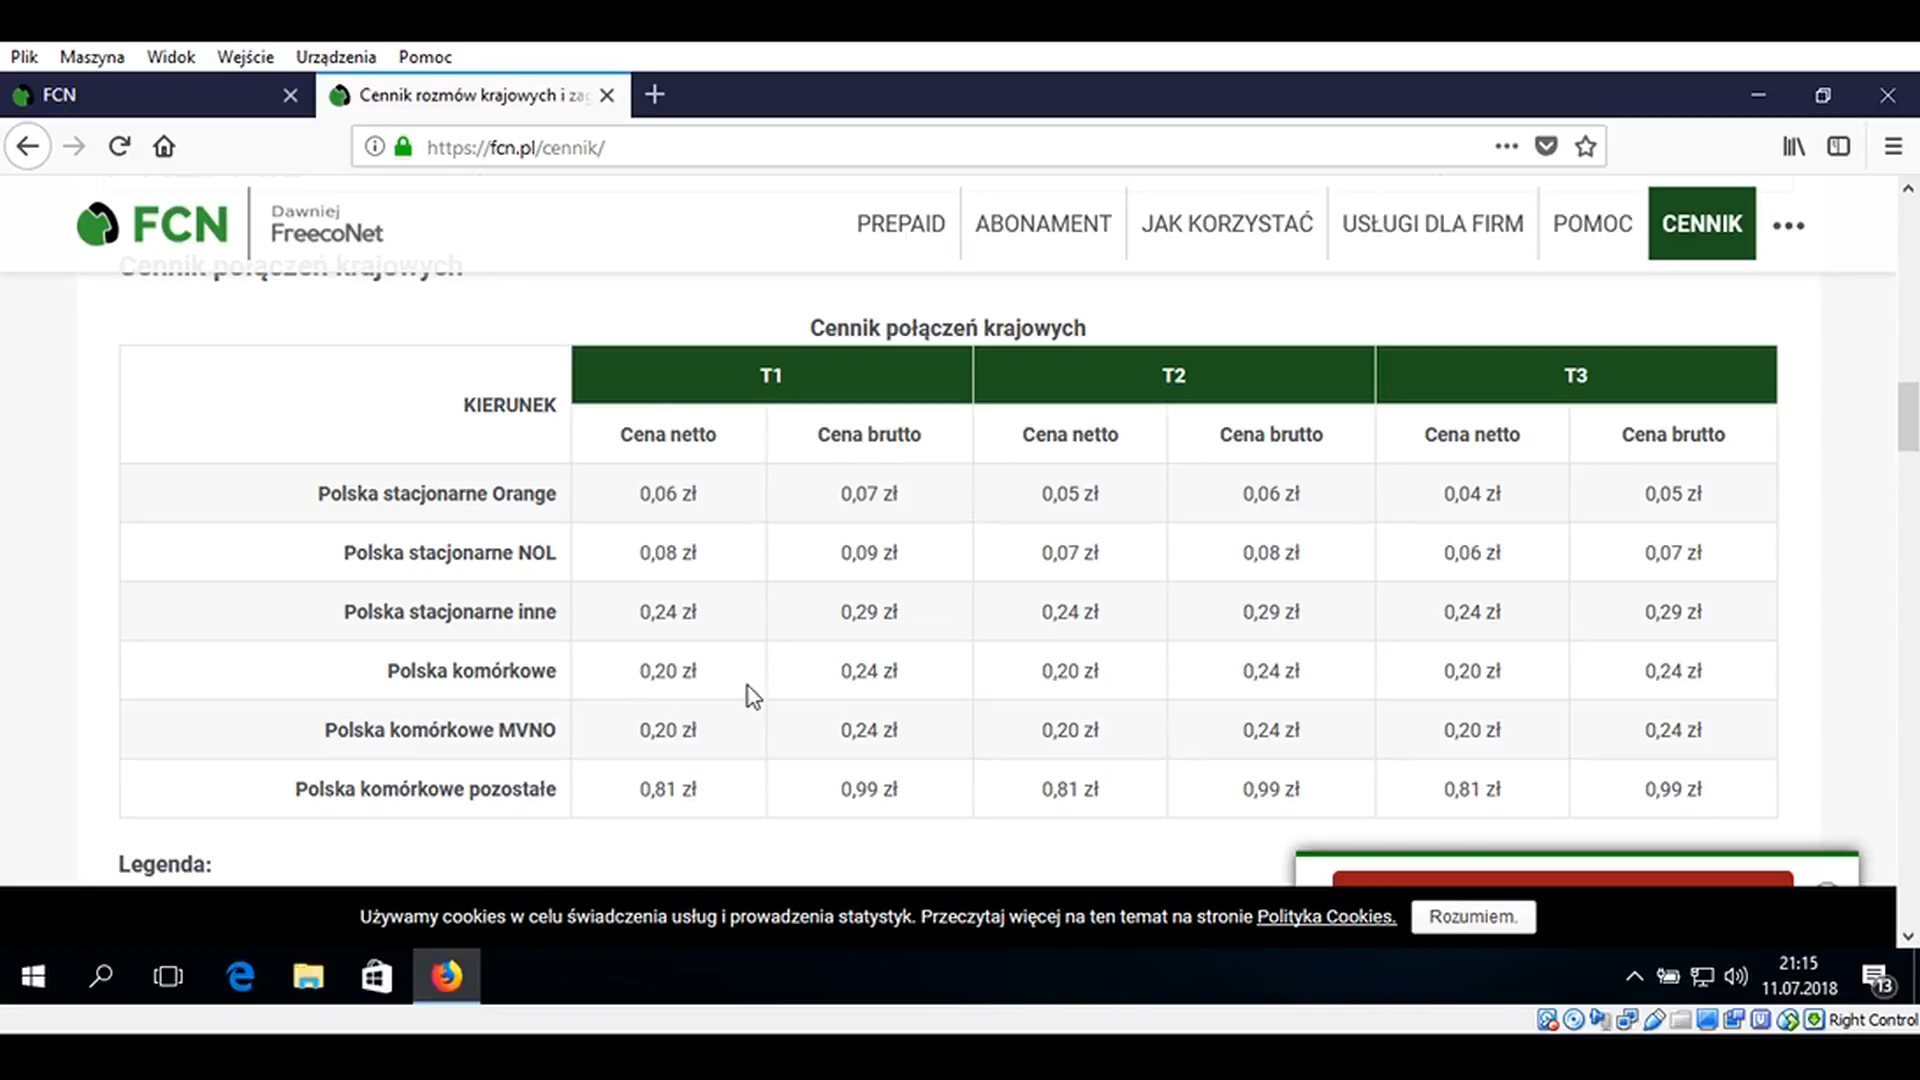 Plik Maszyna Widok Wejście Urządzenia Pomoc
FCN Cennik rozmów krajowych i zag
https://fcn.pl/cennik/
FCN Dawniej FreecoNet PREPAID ABONAMENT JAK KORZYSTAĆ USŁUGI DLA FIRM POMOC CENNIK
Cennik połączeń krajowych
Cennik połączeń krajowych
KIERUNEK T1 T2 T3
Cena netto Cena brutto Cena netto Cena brutto Cena netto Cena brutto
Polska stacjonarne Orange 0,06 zł 0,07 zł 0,05 zł 0,06 zł 0,04 zł 0,05 zł
Polska stacjonarne NOL 0,08 zł 0,09 zł 0,07 zł 0,08 zł 0,06 zł 0,07 zł
Polska stacjonarne inne 0,24 zł 0,29 zł 0,24 zł 0,29 zł 0,24 zł 0,29 zł
Polska komórkowe 0,20 zł 0,24 zł 0,20 zł 0,24 zł 0,20 zł 0,24 zł
Polska komórkowe MVNO 0,20 zł 0,24 zł 0,20 zł 0,24 zł 0,20 zł 0,24 zł
Polska komórkowe pozostałe 0,81 zł 0,99 zł 0,81 zł 0,99 zł 0,81 zł 0,99 zł
Legenda:
Używamy cookies w celu świadczenia usług i prowadzenia statystyk. Przeczytaj więcej na ten temat na stronie Polityka Cookies. Rozumiem.
21:15
11.07.2018
13
Right Control